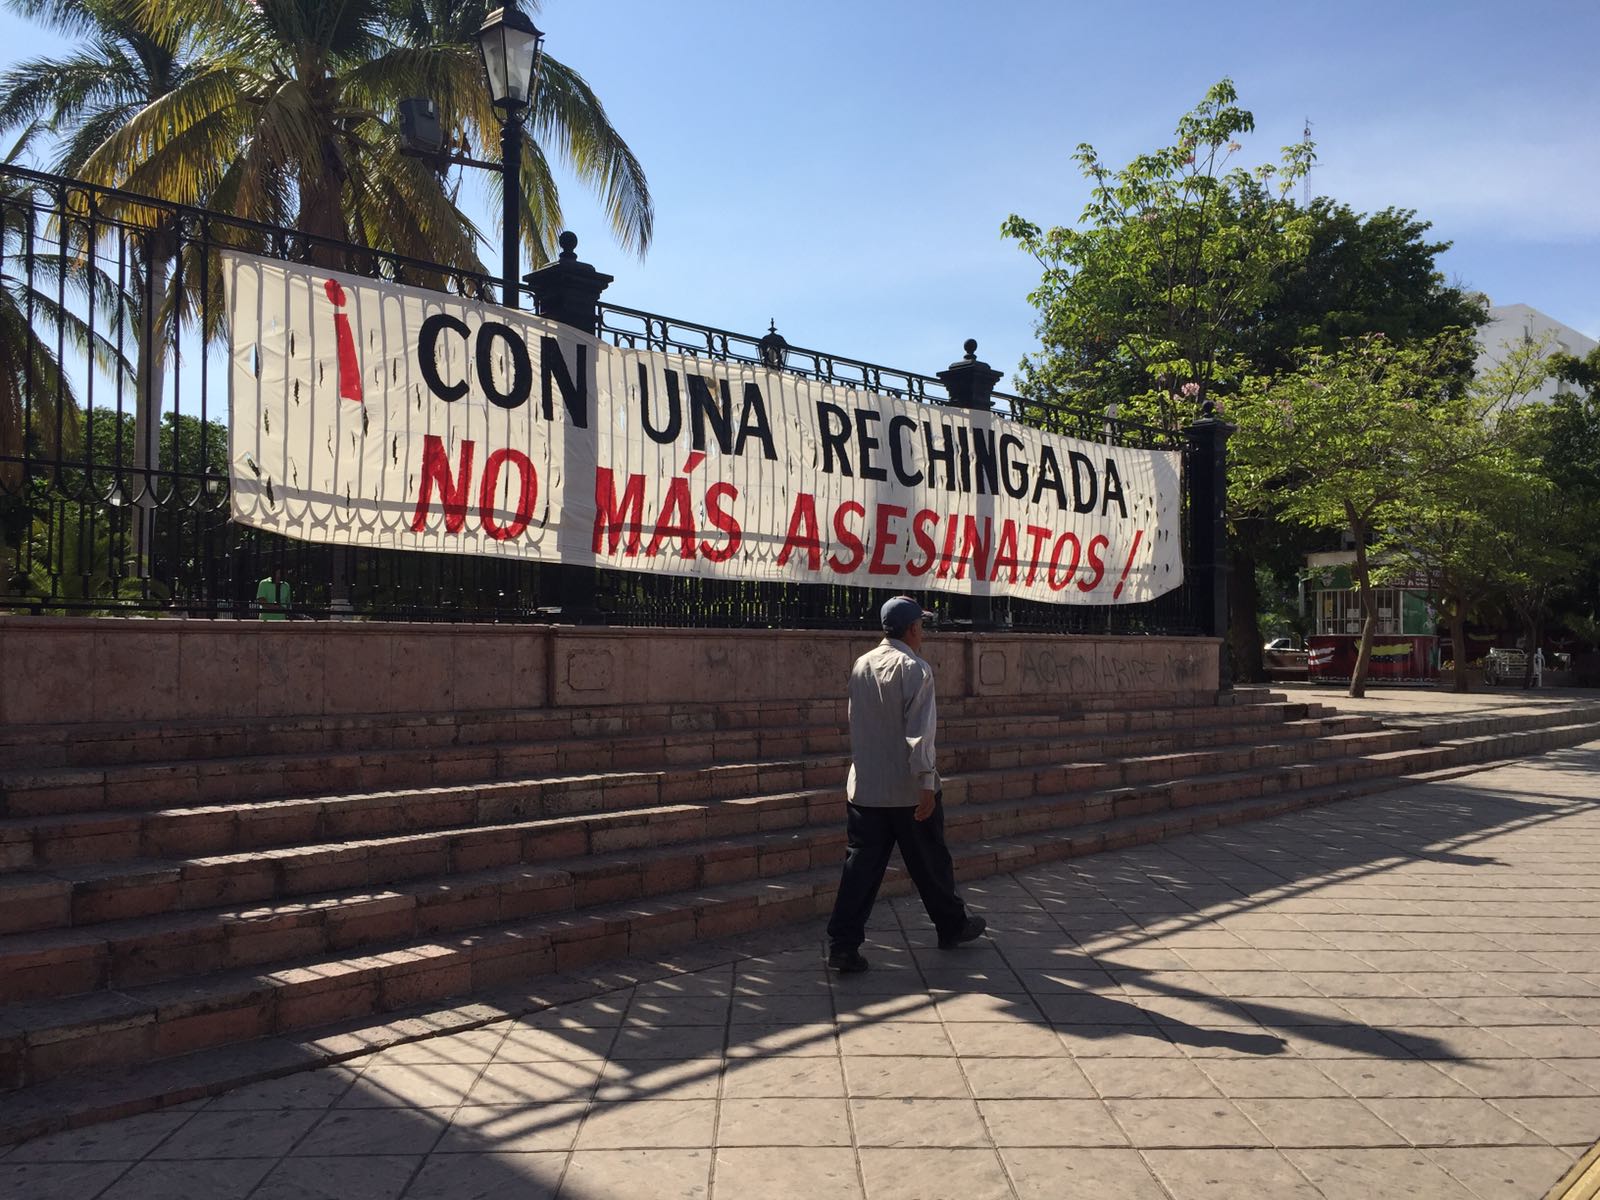 ¡ CON UNA RECHINGADA...
NO MÁS ASESINATOS !